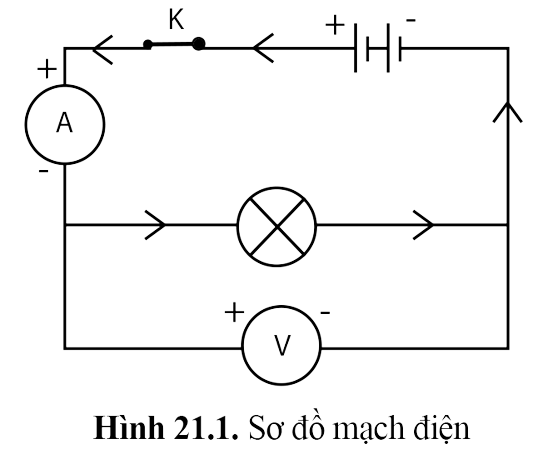 K
+ -
+
A
-
+ -
V
Hình 21.1. Sơ đồ mạch điện